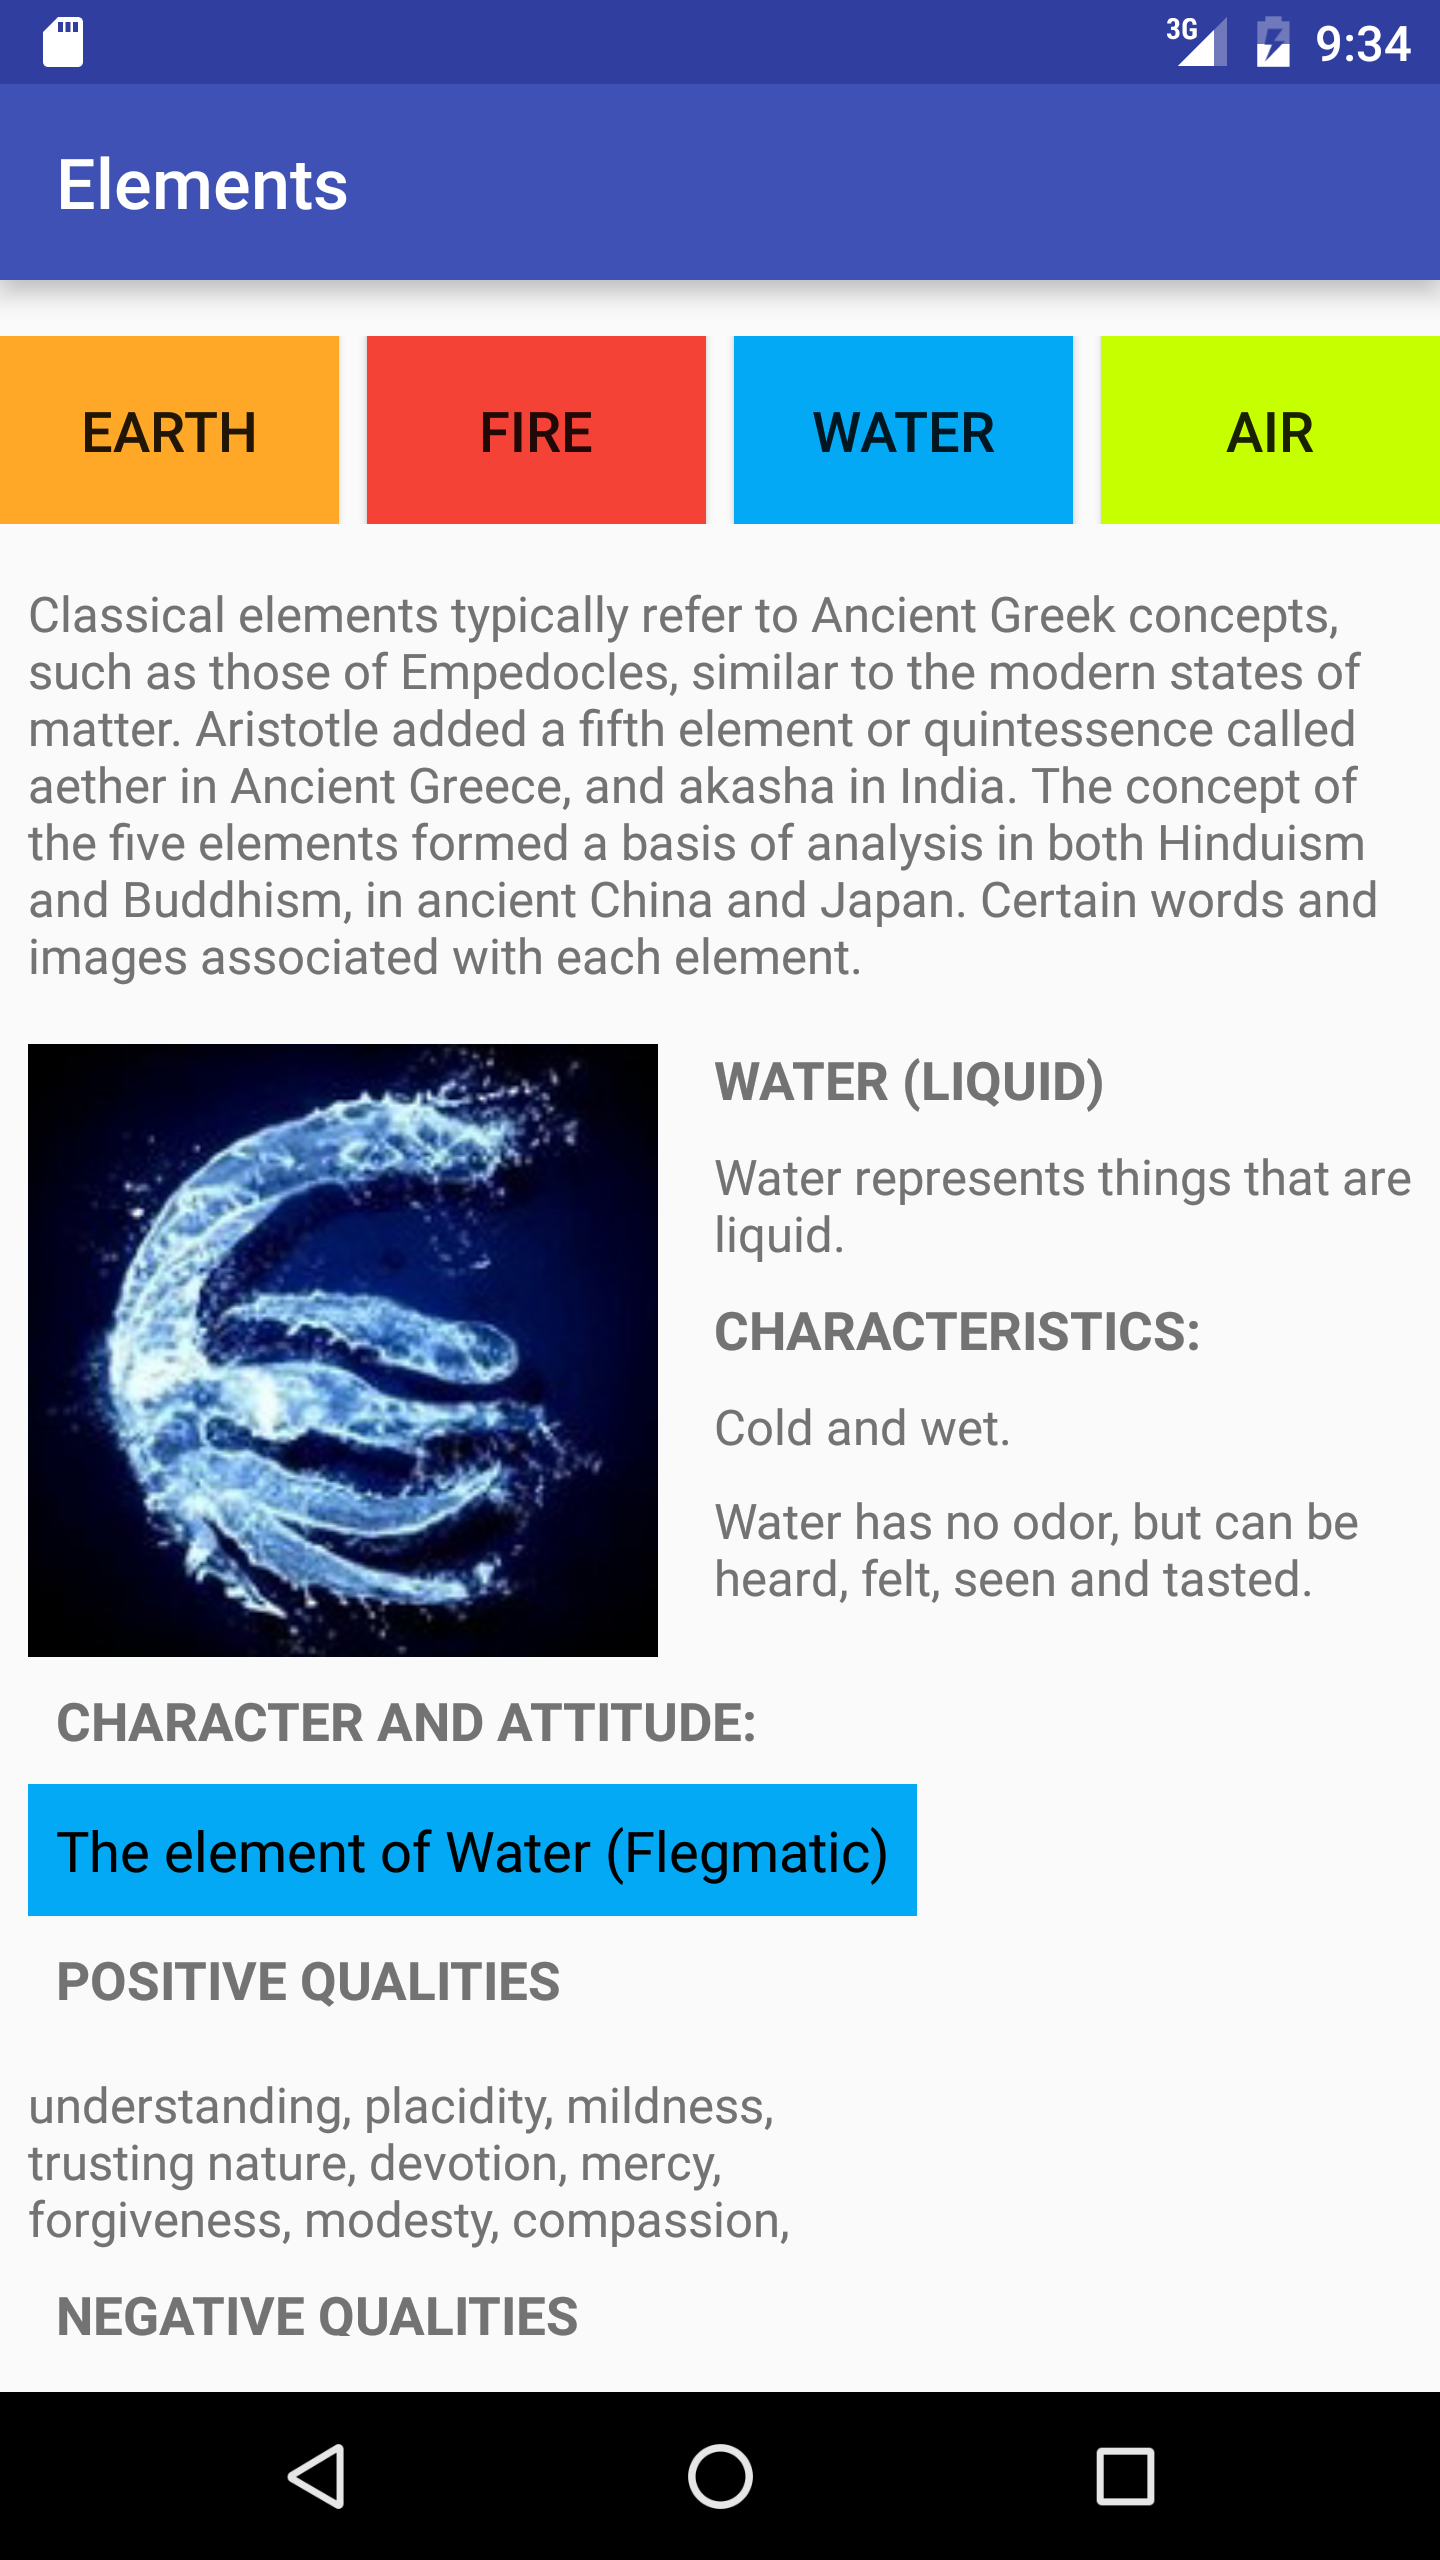 3G 9:34
Elements
EARTH FIRE WATER AIR
Classical elements typically refer to Ancient Greek concepts,
such as those of Empedocles, similar to the modern states of
matter. Aristotle added a fifth element or quintessence called
aether in Ancient Greece, and akasha in India. The concept of
the five elements formed a basis of analysis in both Hinduism
and Buddhism, in ancient China and Japan. Certain words and
images associated with each element.
WATER (LIQUID)
Water represents things that are
liquid.
CHARACTERISTICS:
Cold and wet.
Water has no odor, but can be
heard, felt, seen and tasted.
CHARACTER AND ATTITUDE:
The element of Water (Flegmatic)
POSITIVE QUALITIES
understanding, placidity, mildness,
trusting nature, devotion, mercy,
forgiveness, modesty, compassion,
NEGATIVE QUALITIES